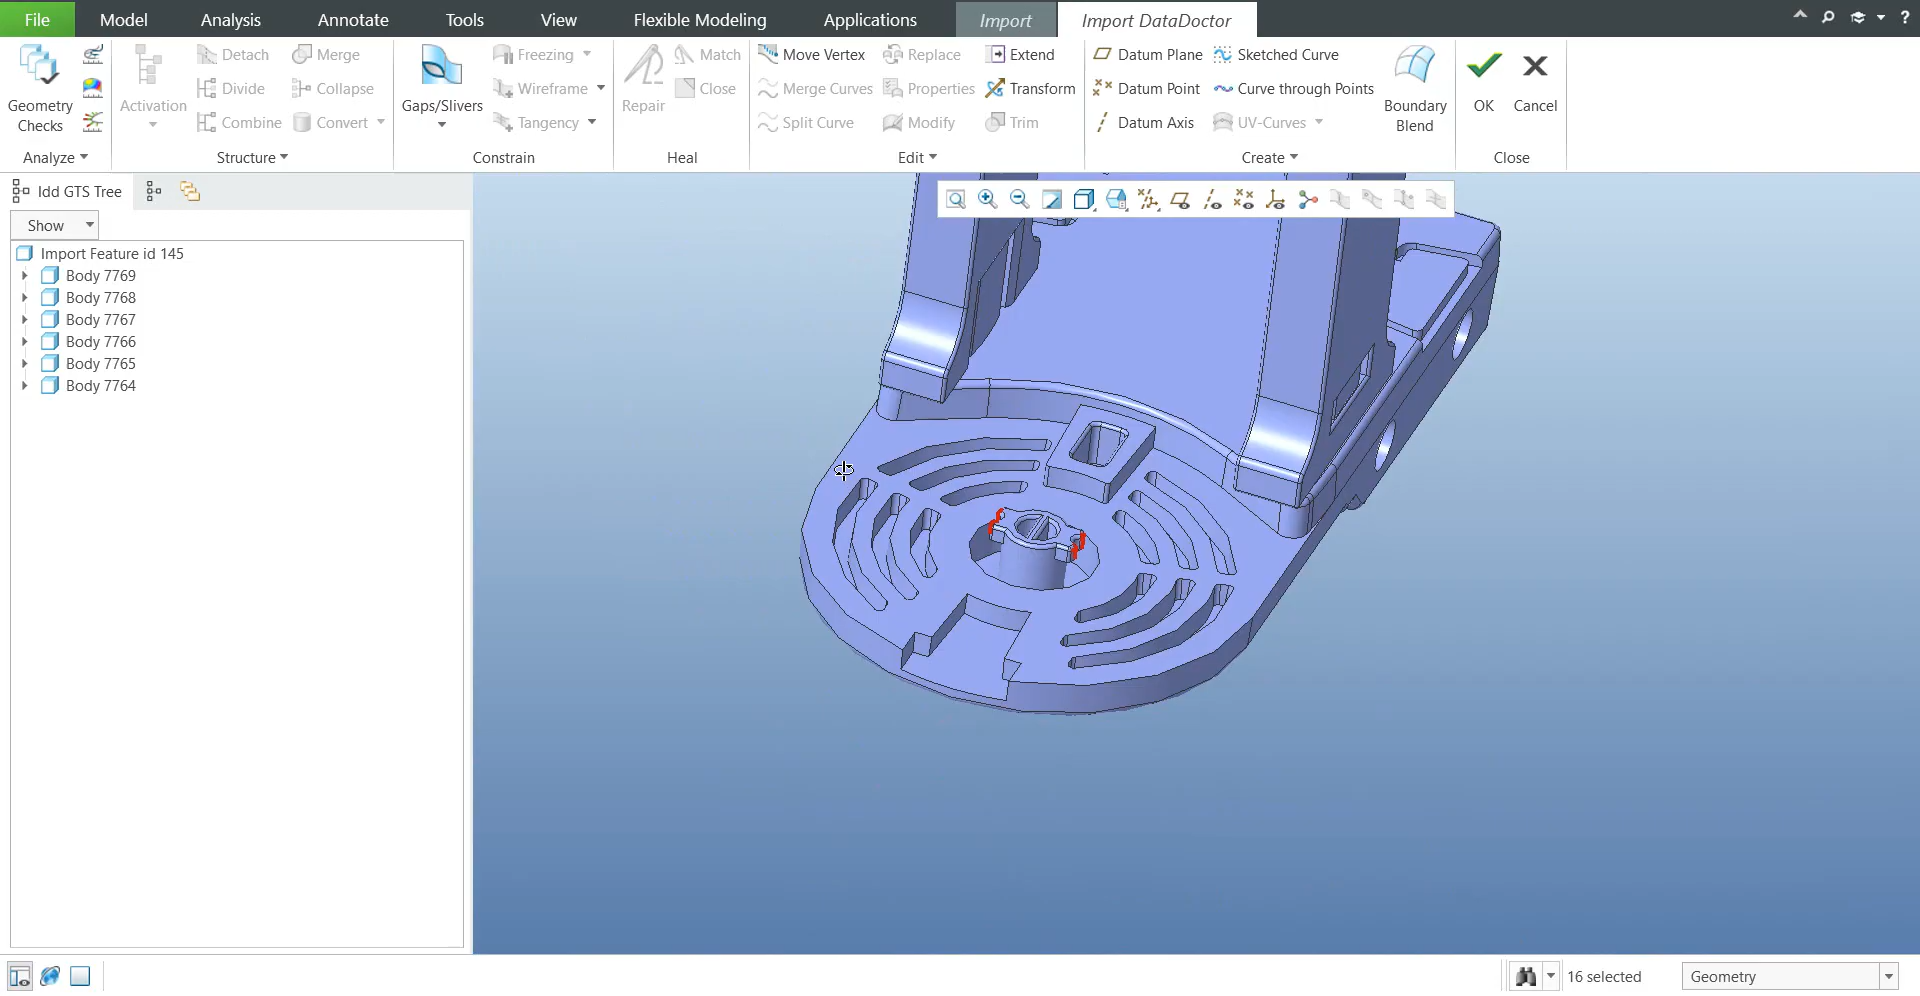 File Model Analysis Annotate Tools View Flexible Modeling Applications Import Import DataDoctor ?
Detach Merge Freezing Match Move Vertex Replace Extend Datum Plane Sketched Curve
Divide Collapse Wireframe Close Merge Curves Properties Transform Datum Point Curve through Points
Geometry Checks Activation Gaps/Slivers Repair Boundary Blend OK Cancel
Combine Convert Tangency Split Curve Modify Trim Datum Axis UV-Curves
Analyze Structure Constrain Heal Edit Create Close
Idd GTS Tree
Show
Import Feature id 145
Body 7769
Body 7768
Body 7767
Body 7766
Body 7765
Body 7764
16 selected Geometry